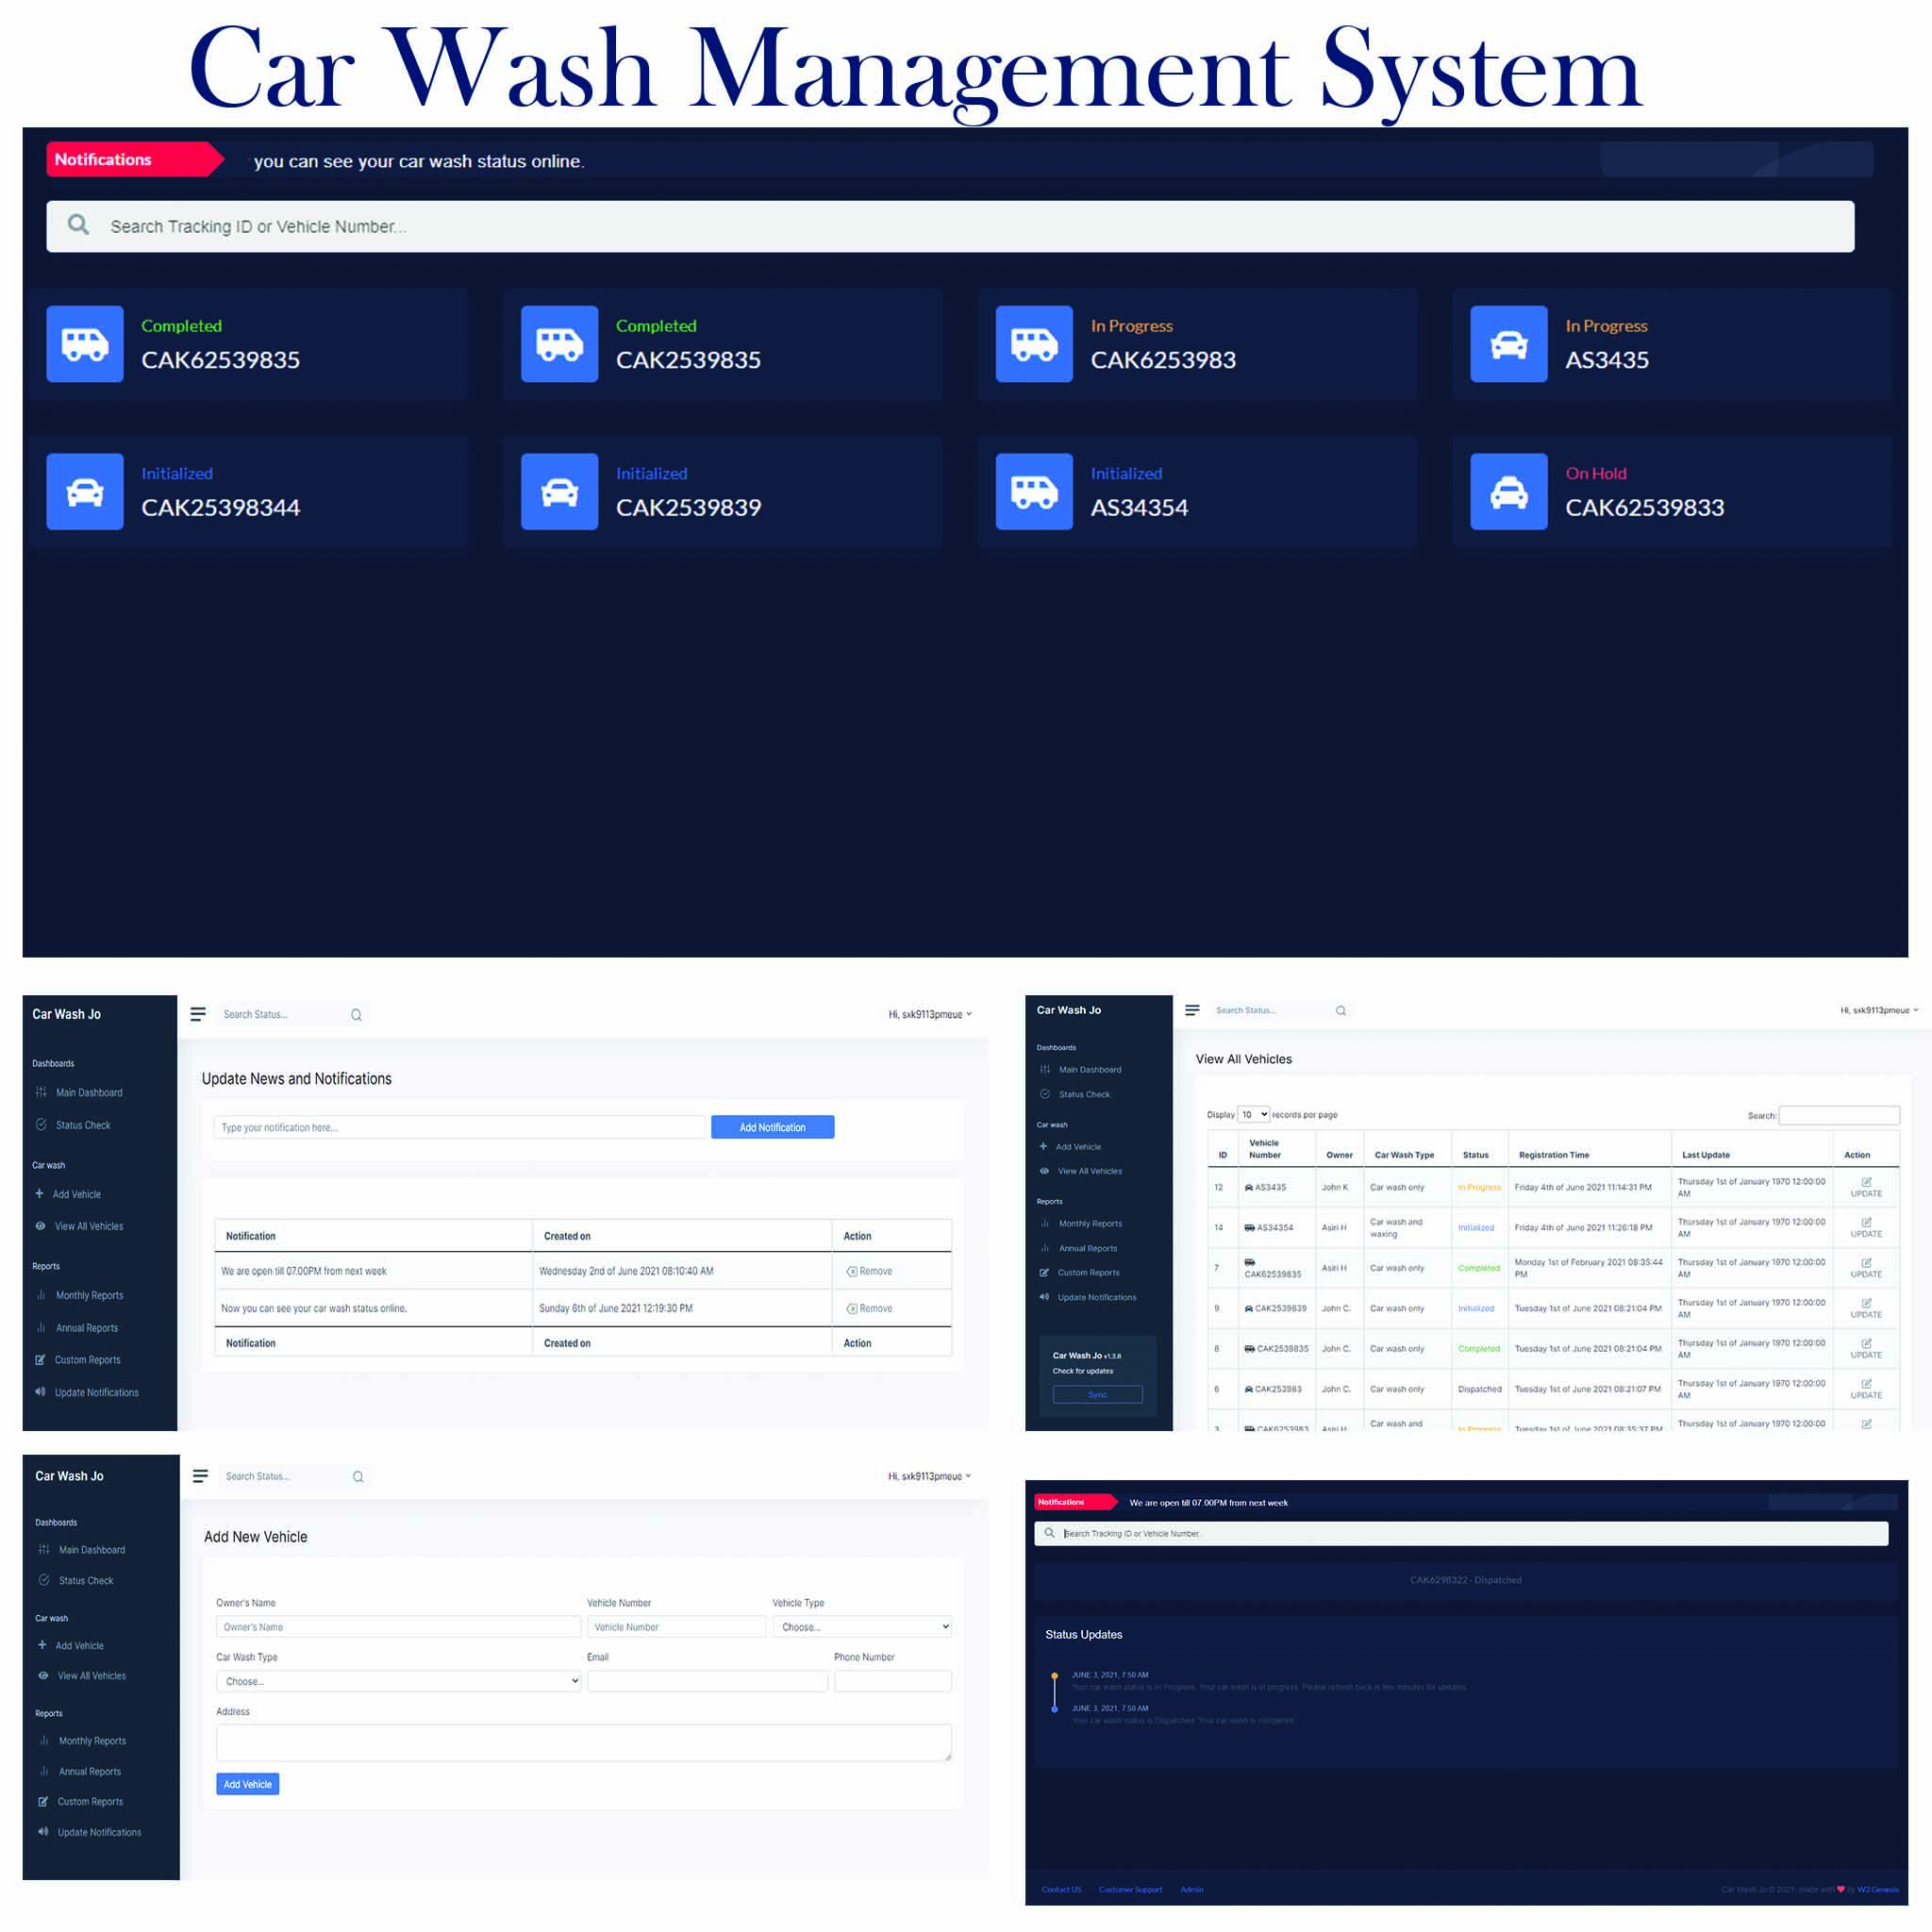 Car Wash Management System
Notifications
you can see your car wash status online.
Search Tracking ID or Vehicle Number...
Completed
CAK62539835
Completed
CAK2539835
In Progress
CAK6253983
In Progress
AS3435
Initialized
CAK25398344
Initialized
CAK2539839
Initialized
AS34354
On Hold
CAK62539833
Car Wash Jo
Search Status...
Hi, sxk9113pmeue
Dashboards
Main Dashboard
Status Check
Car wash
Add Vehicle
View All Vehicles
Reports
Monthly Reports
Annual Reports
Custom Reports
Update Notifications
Update News and Notifications
Type your notification here...
Add Notification
Notification Created on Action
We are open till 07.00PM from next week Wednesday 2nd of June 2021 08:10:40 AM Remove
Now you can see your car wash status online. Sunday 6th of June 2021 12:19:30 PM Remove
Notification Created on Action
Car Wash Jo
Search Status...
Hi, sxk9113pmeue
Dashboards
Main Dashboard
Status Check
Car wash
Add Vehicle
View All Vehicles
Reports
Monthly Reports
Annual Reports
Custom Reports
Update Notifications
Car Wash Jo v1.3.8
Check for updates
Sync
View All Vehicles
Display 10 records per page
Search:
ID Vehicle Number Owner Car Wash Type Status Registration Time Last Update Action
12 AS3435 John K Car wash only In Progress Friday 4th of June 2021 11:14:31 PM Thursday 1st of January 1970 12:00:00 AM UPDATE
14 AS34354 Asiri H Car wash and waxing Initialized Friday 4th of June 2021 11:26:18 PM Thursday 1st of January 1970 12:00:00 AM UPDATE
7 CAK62539835 Asiri H Car wash only Completed Monday 1st of February 2021 08:35:44 PM Thursday 1st of January 1970 12:00:00 AM UPDATE
9 CAK2539839 John C. Car wash only Initialized Tuesday 1st of June 2021 08:21:04 PM Thursday 1st of January 1970 12:00:00 AM UPDATE
8 CAK2539835 John C. Car wash only Completed Tuesday 1st of June 2021 08:21:04 PM Thursday 1st of January 1970 12:00:00 AM UPDATE
6 CAK253983 John C. Car wash only Dispatched Tuesday 1st of June 2021 08:21:07 PM Thursday 1st of January 1970 12:00:00 AM UPDATE
3 CAK6253983 Asiri H Car wash and In Progress Tuesday 1st of June 2021 08:35:37 PM Thursday 1st of January 1970 12:00:00
Car Wash Jo
Search Status...
Hi, sxk9113pmeue
Dashboards
Main Dashboard
Status Check
Car wash
Add Vehicle
View All Vehicles
Reports
Monthly Reports
Annual Reports
Custom Reports
Update Notifications
Add New Vehicle
Owner's Name Vehicle Number Vehicle Type
Owner's Name Vehicle Number Choose...
Car Wash Type Email Phone Number
Choose...
Address
Add Vehicle
Notifications
We are open till 07.00PM from next week
Search Tracking ID or Vehicle Number...
CAK6298322 - Dispatched
Status Updates
JUNE 3, 2021, 7:50 AM
Your car wash status is In Progress. Your car wash is in progress. Please refresh back in few minutes for updates.
JUNE 3, 2021, 7:50 AM
Your car wash status is Dispatched. Your car wash is completed
Contact US Customer Support Admin
Car Wash Jo © 2021, made with ❤ by W3 Genesis